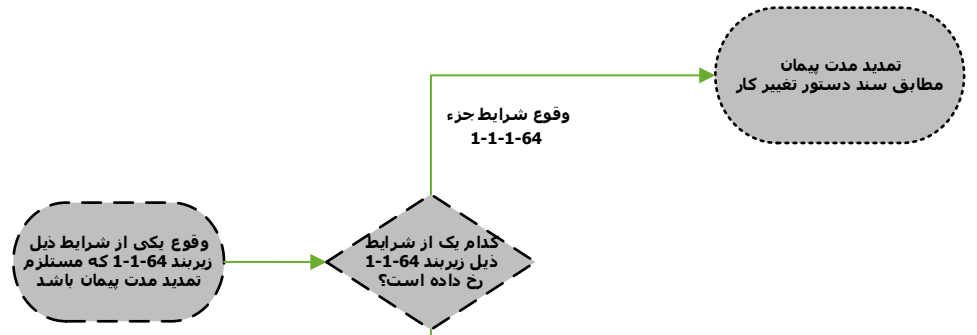 تمدید مدت پیمان
مطابق سند دستور تغییر کار
وقوع شرایط جزء
1-1-1-64
وقوع یکی از شرایط ذیل
زیربند 64-1-1 که مستلزم
تمدید مدت پیمان باشد
کدام یک از شرایط
ذیل زیربند 64-1-1
رخ داده است؟